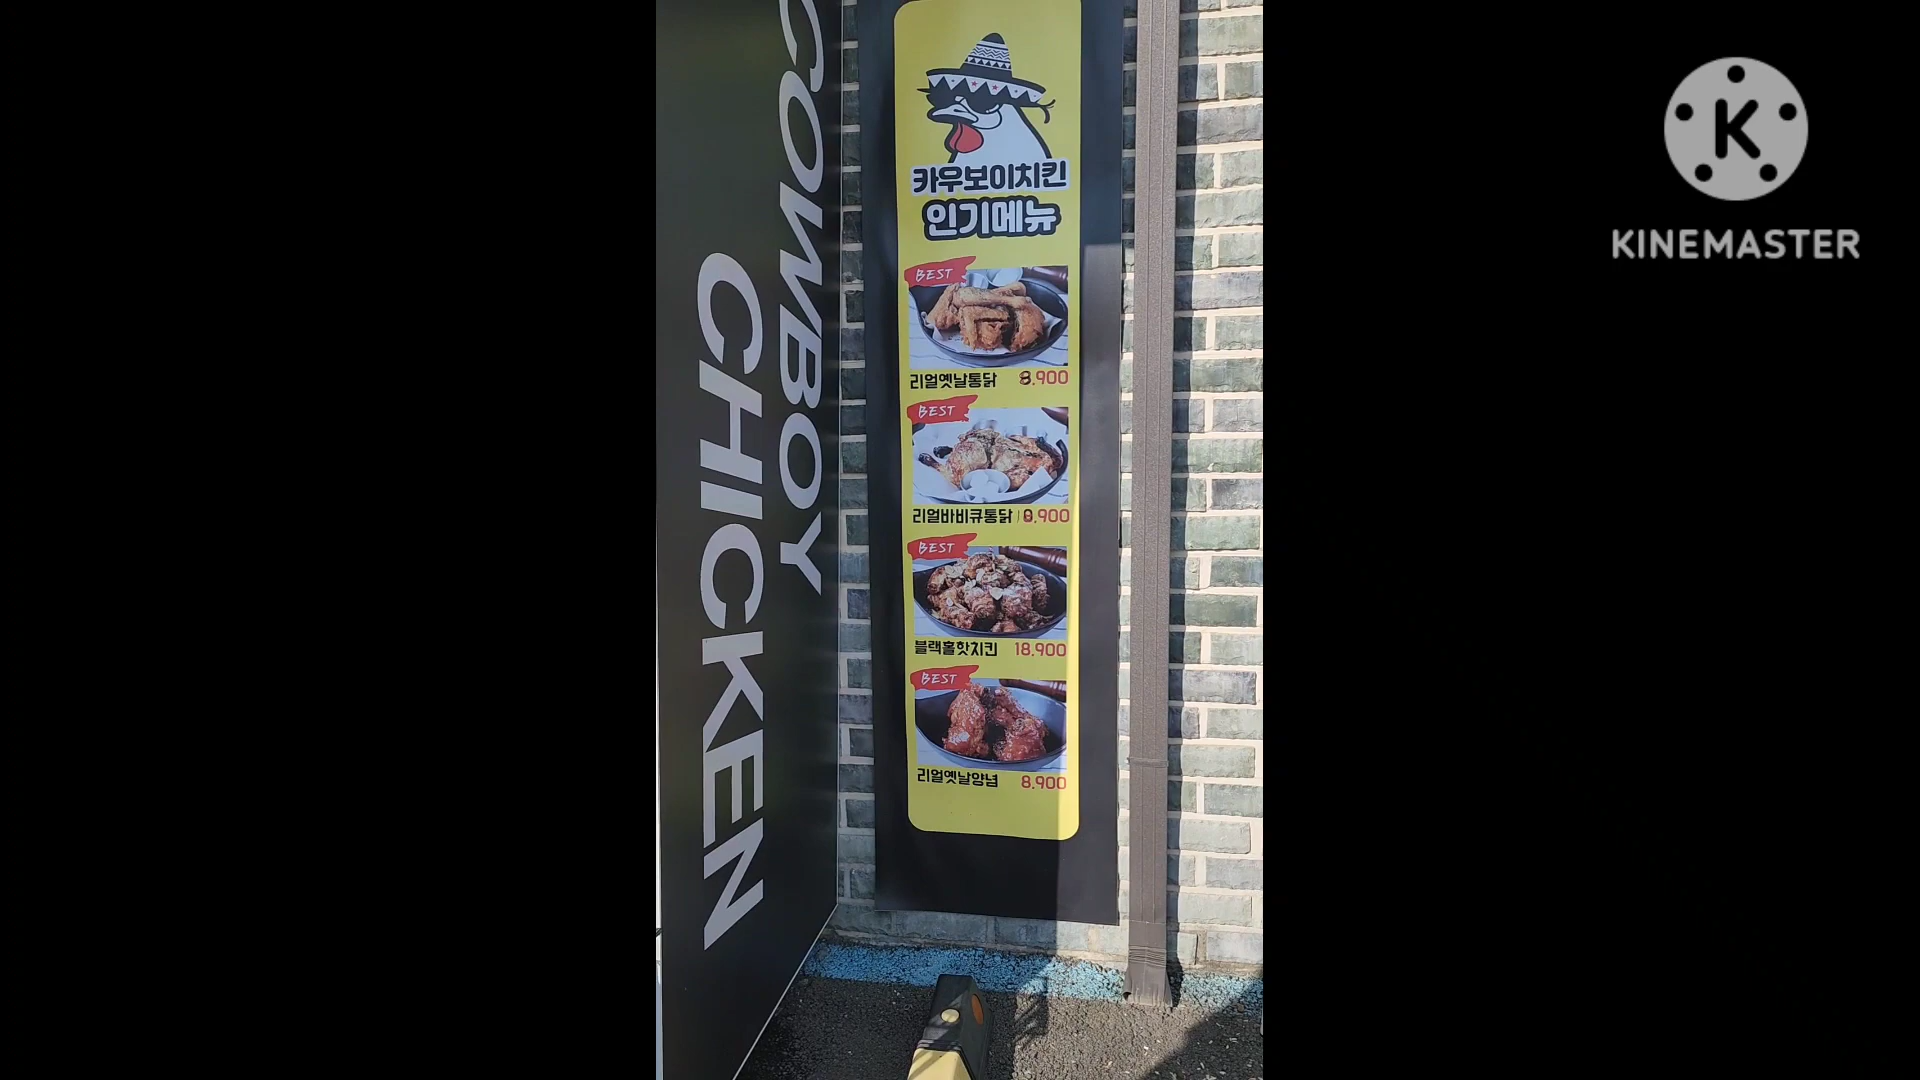 COWBOY
CHICKEN
카우보이치킨
인기메뉴
BEST
리얼옛날통닭 .900
BEST
리얼바비큐통닭 .900
BEST
블랙홀핫치킨 18.900
BEST
리얼옛날양념 8.900
K
KINEMASTER